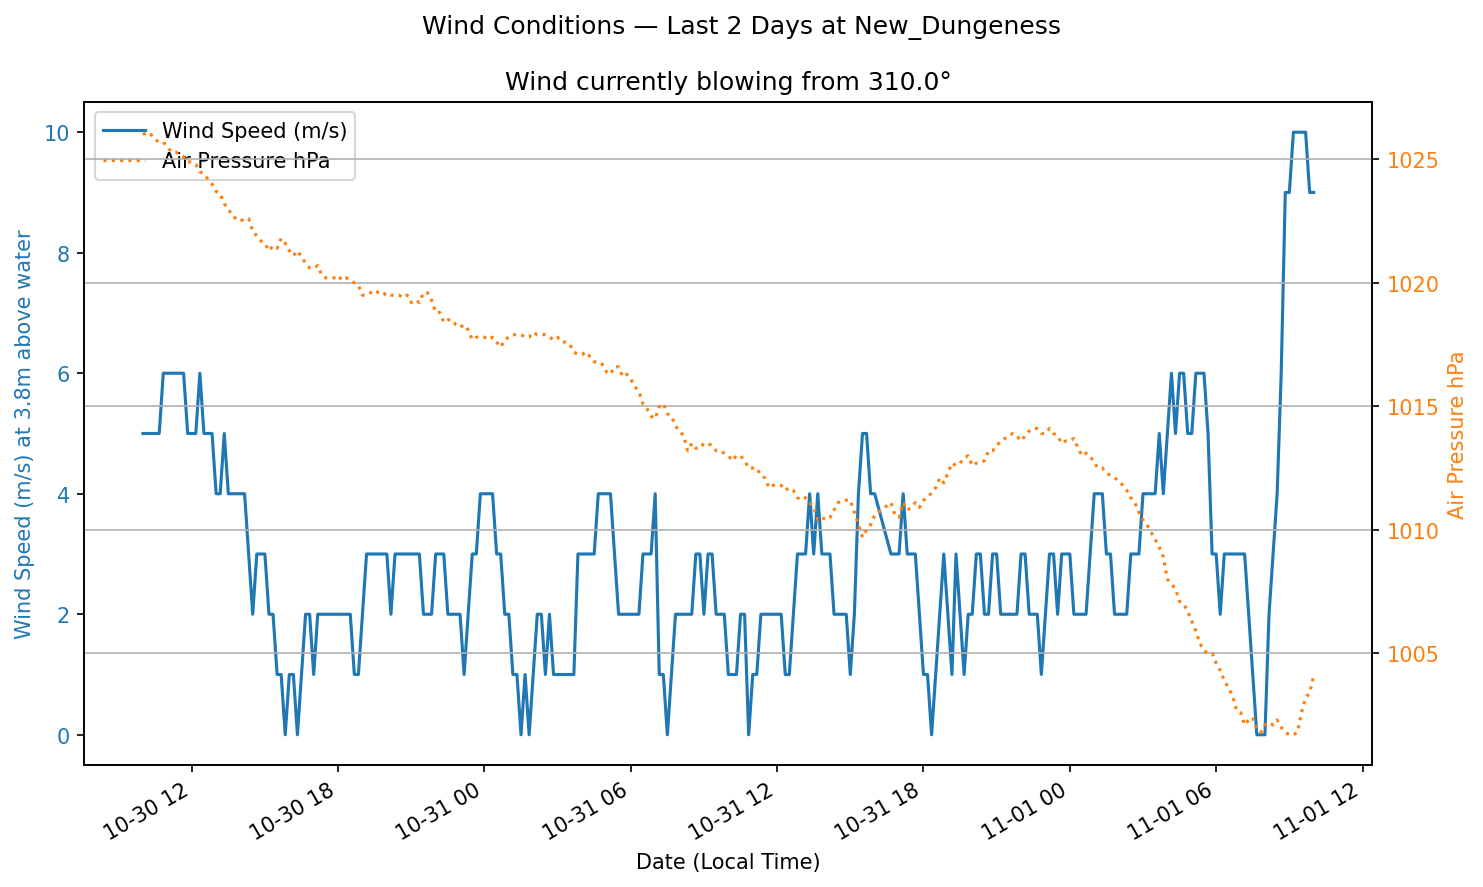 Wind Conditions — Last 2 Days at New_Dungeness
Wind currently blowing from 310.0°
Wind Speed (m/s)
Air Pressure hPa
10
8
6
4
2
0
Wind Speed (m/s) at 3.8m above water
1025
1020
1015
1010
1005
Air Pressure hPa
10-30 12
10-30 18
10-31 00
10-31 06
10-31 12
10-31 18
11-01 00
11-01 06
11-01 12
Date (Local Time)